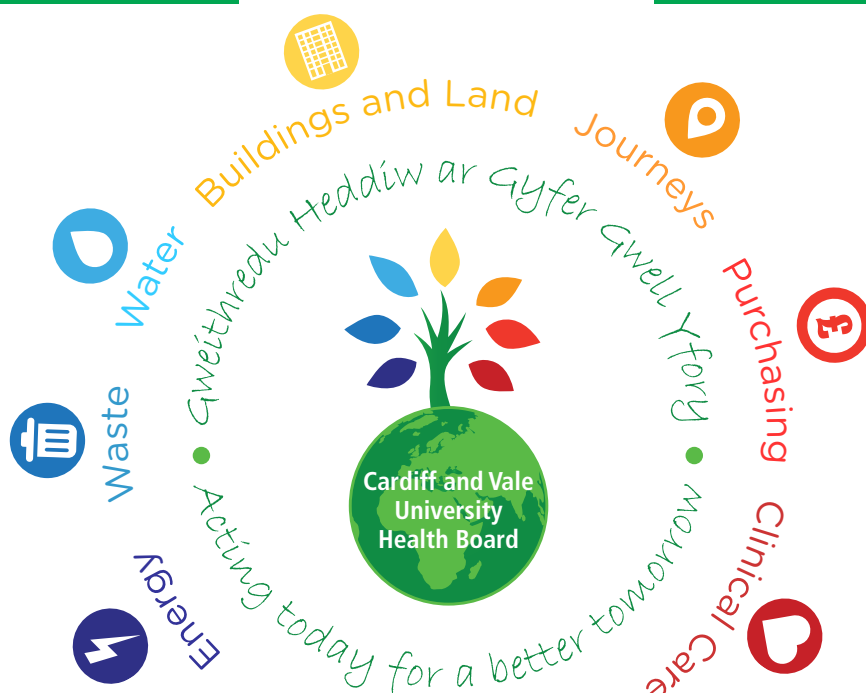 Buildings and Land
Journeys
Purchasing
Clinical Care
Energy
Waste
Water
Gweithredu Heddiw ar Gyfer Gwell Yfory
Acting today for a better tomorrow
Cardiff and Vale
University
Health Board
£